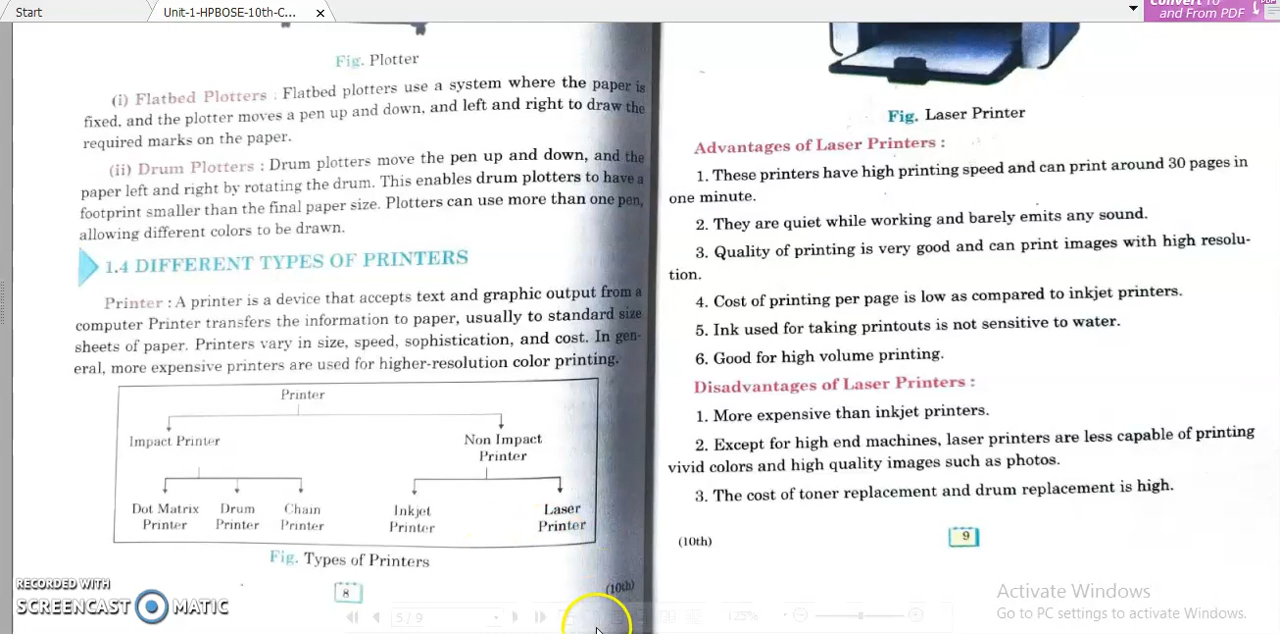 Start
Unit-1-HPBOSE-10th-C...
Convert To
and From PDF
Fig. Plotter
(i) Flatbed Plotters : Flatbed plotters use a system where the paper is
fixed, and the plotter moves a pen up and down, and left and right to draw the
required marks on the paper.
(ii) Drum Plotters : Drum plotters move the pen up and down, and the
paper left and right by rotating the drum. This enables drum plotters to have a
footprint smaller than the final paper size. Plotters can use more than one pen,
allowing different colors to be drawn.
1.4 DIFFERENT TYPES OF PRINTERS
Printer : A printer is a device that accepts text and graphic output from a
computer Printer transfers the information to paper, usually to standard size
sheets of paper. Printers vary in size, speed, sophistication, and cost. In gen-
eral, more expensive printers are used for higher-resolution color printing.
Printer
Impact Printer
Non Impact
Printer
Dot Matrix
Printer
Drum
Printer
Chain
Printer
Inkjet
Printer
Laser
Printer
Fig. Types of Printers
8
(10th)
Fig. Laser Printer
Advantages of Laser Printers :
1. These printers have high printing speed and can print around 30 pages in
one minute.
2. They are quiet while working and barely emits any sound.
3. Quality of printing is very good and can print images with high resolu-
tion.
4. Cost of printing per page is low as compared to inkjet printers.
5. Ink used for taking printouts is not sensitive to water.
6. Good for high volume printing.
Disadvantages of Laser Printers :
1. More expensive than inkjet printers.
2. Except for high end machines, laser printers are less capable of printing
vivid colors and high quality images such as photos.
3. The cost of toner replacement and drum replacement is high.
(10th)
9
RECORDED WITH
SCREENCAST MATIC
5 / 9
125%
Activate Windows
Go to PC settings to activate Windows.